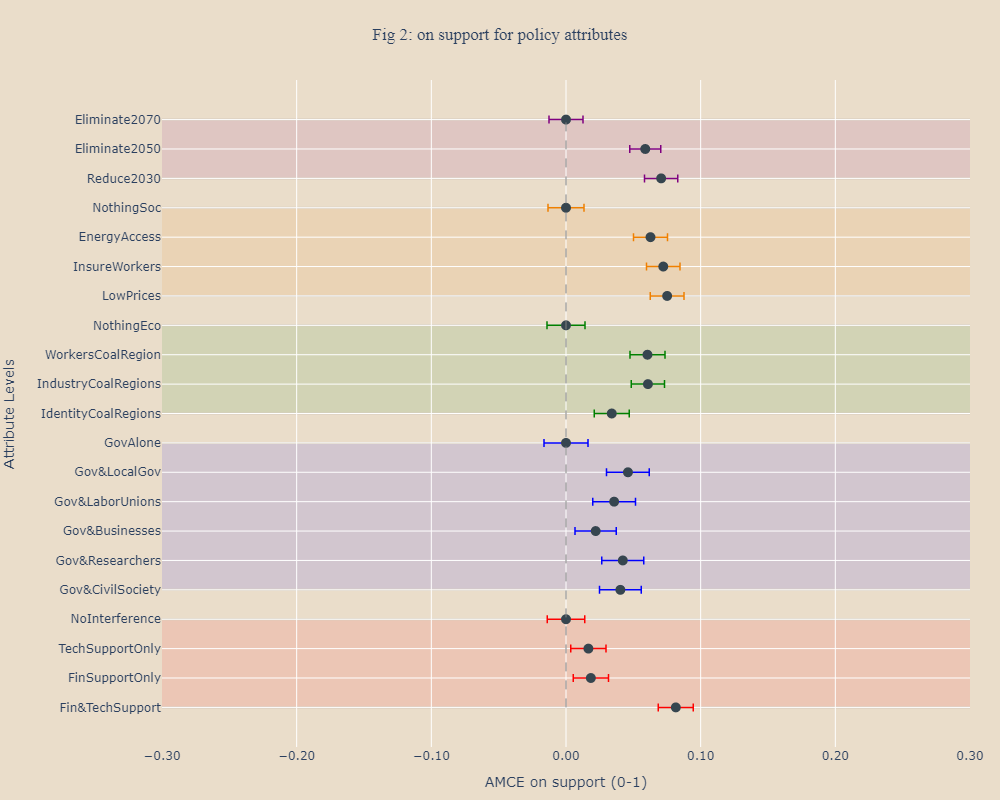 Fig 2: on support for policy attributes
Attribute Levels
Eliminate2070
Eliminate2050
Reduce2030
NothingSoc
EnergyAccess
InsureWorkers
LowPrices
NothingEco
WorkersCoalRegion
IndustryCoalRegions
IdentityCoalRegions
GovAlone
Gov&LocalGov
Gov&LaborUnions
Gov&Businesses
Gov&Researchers
Gov&CivilSociety
NoInterference
TechSupportOnly
FinSupportOnly
Fin&TechSupport
−0.30 −0.20 −0.10 0.00 0.10 0.20 0.30
AMCE on support (0-1)